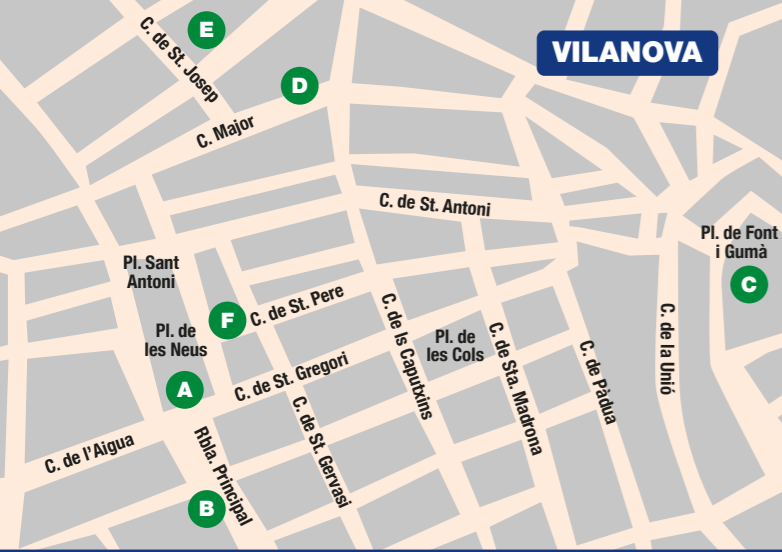 E
C. de St. Josep
VILANOVA
D
C. Major
C. de St. Antoni
Pl. de Font
i Gumà
C
Pl. Sant
Antoni
F
C. de St. Pere
Pl. de
les Neus
C. de ls Caputxins
Pl. de
les Cols
C. de Sta. Madrona
C. de Pàdua
C. de la Unió
A
C. de St. Gregori
C. de St. Gervasi
C. de l'Aigua
Rbla. Principal
B